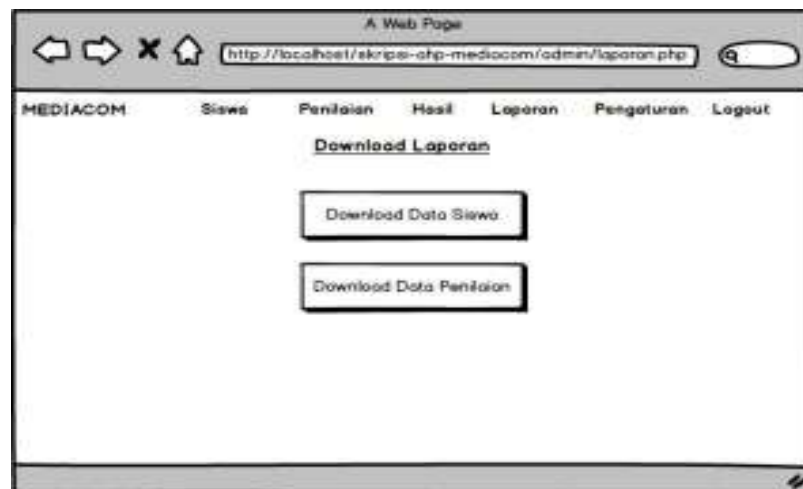 A Web Page
http://localhost/skripsi-ahp-mediacom/admin/laporan.php
MEDIACOM Siswa Penilaian Hasil Laporan Pengaturan Logout
Download Laporan
Download Data Siswa
Download Data Penilaian